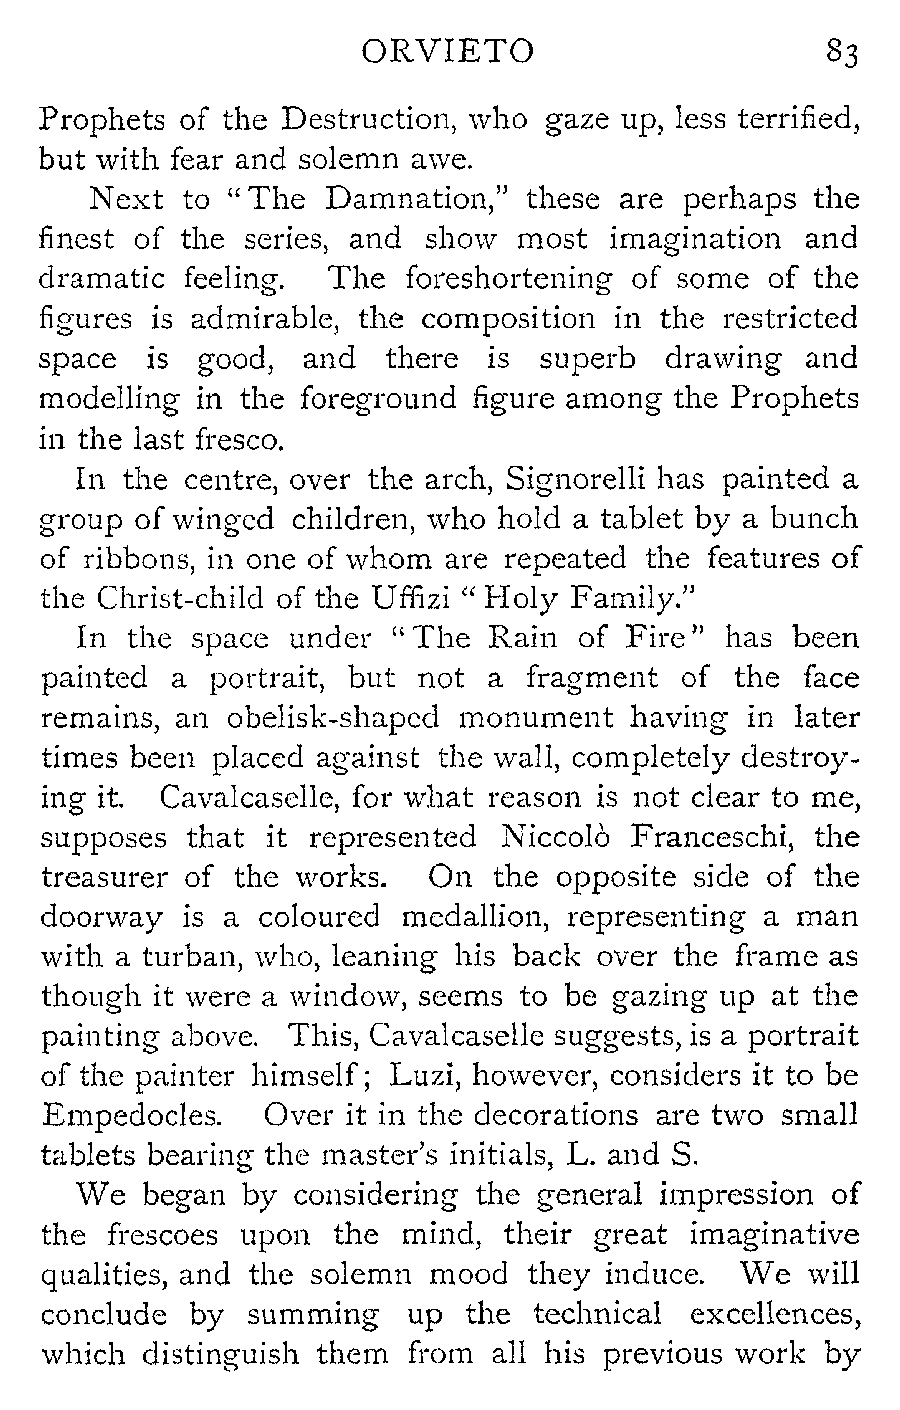 ORVIETO 83
Prophets of the Destruction, who gaze up, less terrified,
but with fear and solemn awe.
Next to “The Damnation,” these are perhaps the
finest of the series, and show most imagination and
dramatic feeling. The foreshortening of some of the
figures is admirable, the composition in the restricted
space is good, and there is superb drawing and
modelling in the foreground figure among the Prophets
in the last fresco.
In the centre, over the arch, Signorelli has painted a
group of winged children, who hold a tablet by a bunch
of ribbons, in one of whom are repeated the features of
the Christ-child of the Uffizi “Holy Family.”
In the space under “The Rain of Fire” has been
painted a portrait, but not a fragment of the face
remains, an obelisk-shaped monument having in later
times been placed against the wall, completely destroy-
ing it. Cavalcaselle, for what reason is not clear to me,
supposes that it represented Niccolò Franceschi, the
treasurer of the works. On the opposite side of the
doorway is a coloured medallion, representing a man
with a turban, who, leaning his back over the frame as
though it were a window, seems to be gazing up at the
painting above. This, Cavalcaselle suggests, is a portrait
of the painter himself; Luzi, however, considers it to be
Empedocles. Over it in the decorations are two small
tablets bearing the master’s initials, L. and S.
We began by considering the general impression of
the frescoes upon the mind, their great imaginative
qualities, and the solemn mood they induce. We will
conclude by summing up the technical excellences,
which distinguish them from all his previous work by